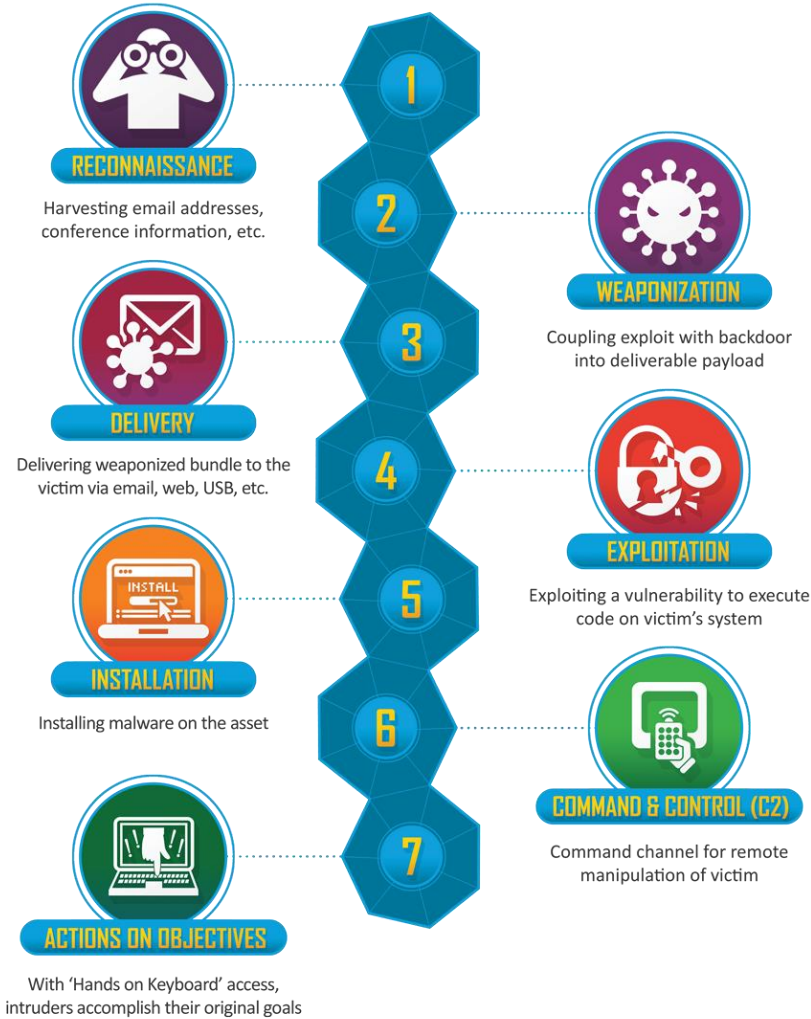 1
RECONNAISSANCE
Harvesting email addresses,
conference information, etc.
2
WEAPONIZATION
Coupling exploit with backdoor
into deliverable payload
3
DELIVERY
Delivering weaponized bundle to the
victim via email, web, USB, etc.
4
EXPLOITATION
Exploiting a vulnerability to execute
code on victim’s system
5
INSTALL
INSTALLATION
Installing malware on the asset
6
COMMAND & CONTROL (C2)
Command channel for remote
manipulation of victim
7
ACTIONS ON OBJECTIVES
With ‘Hands on Keyboard’ access,
intruders accomplish their original goals